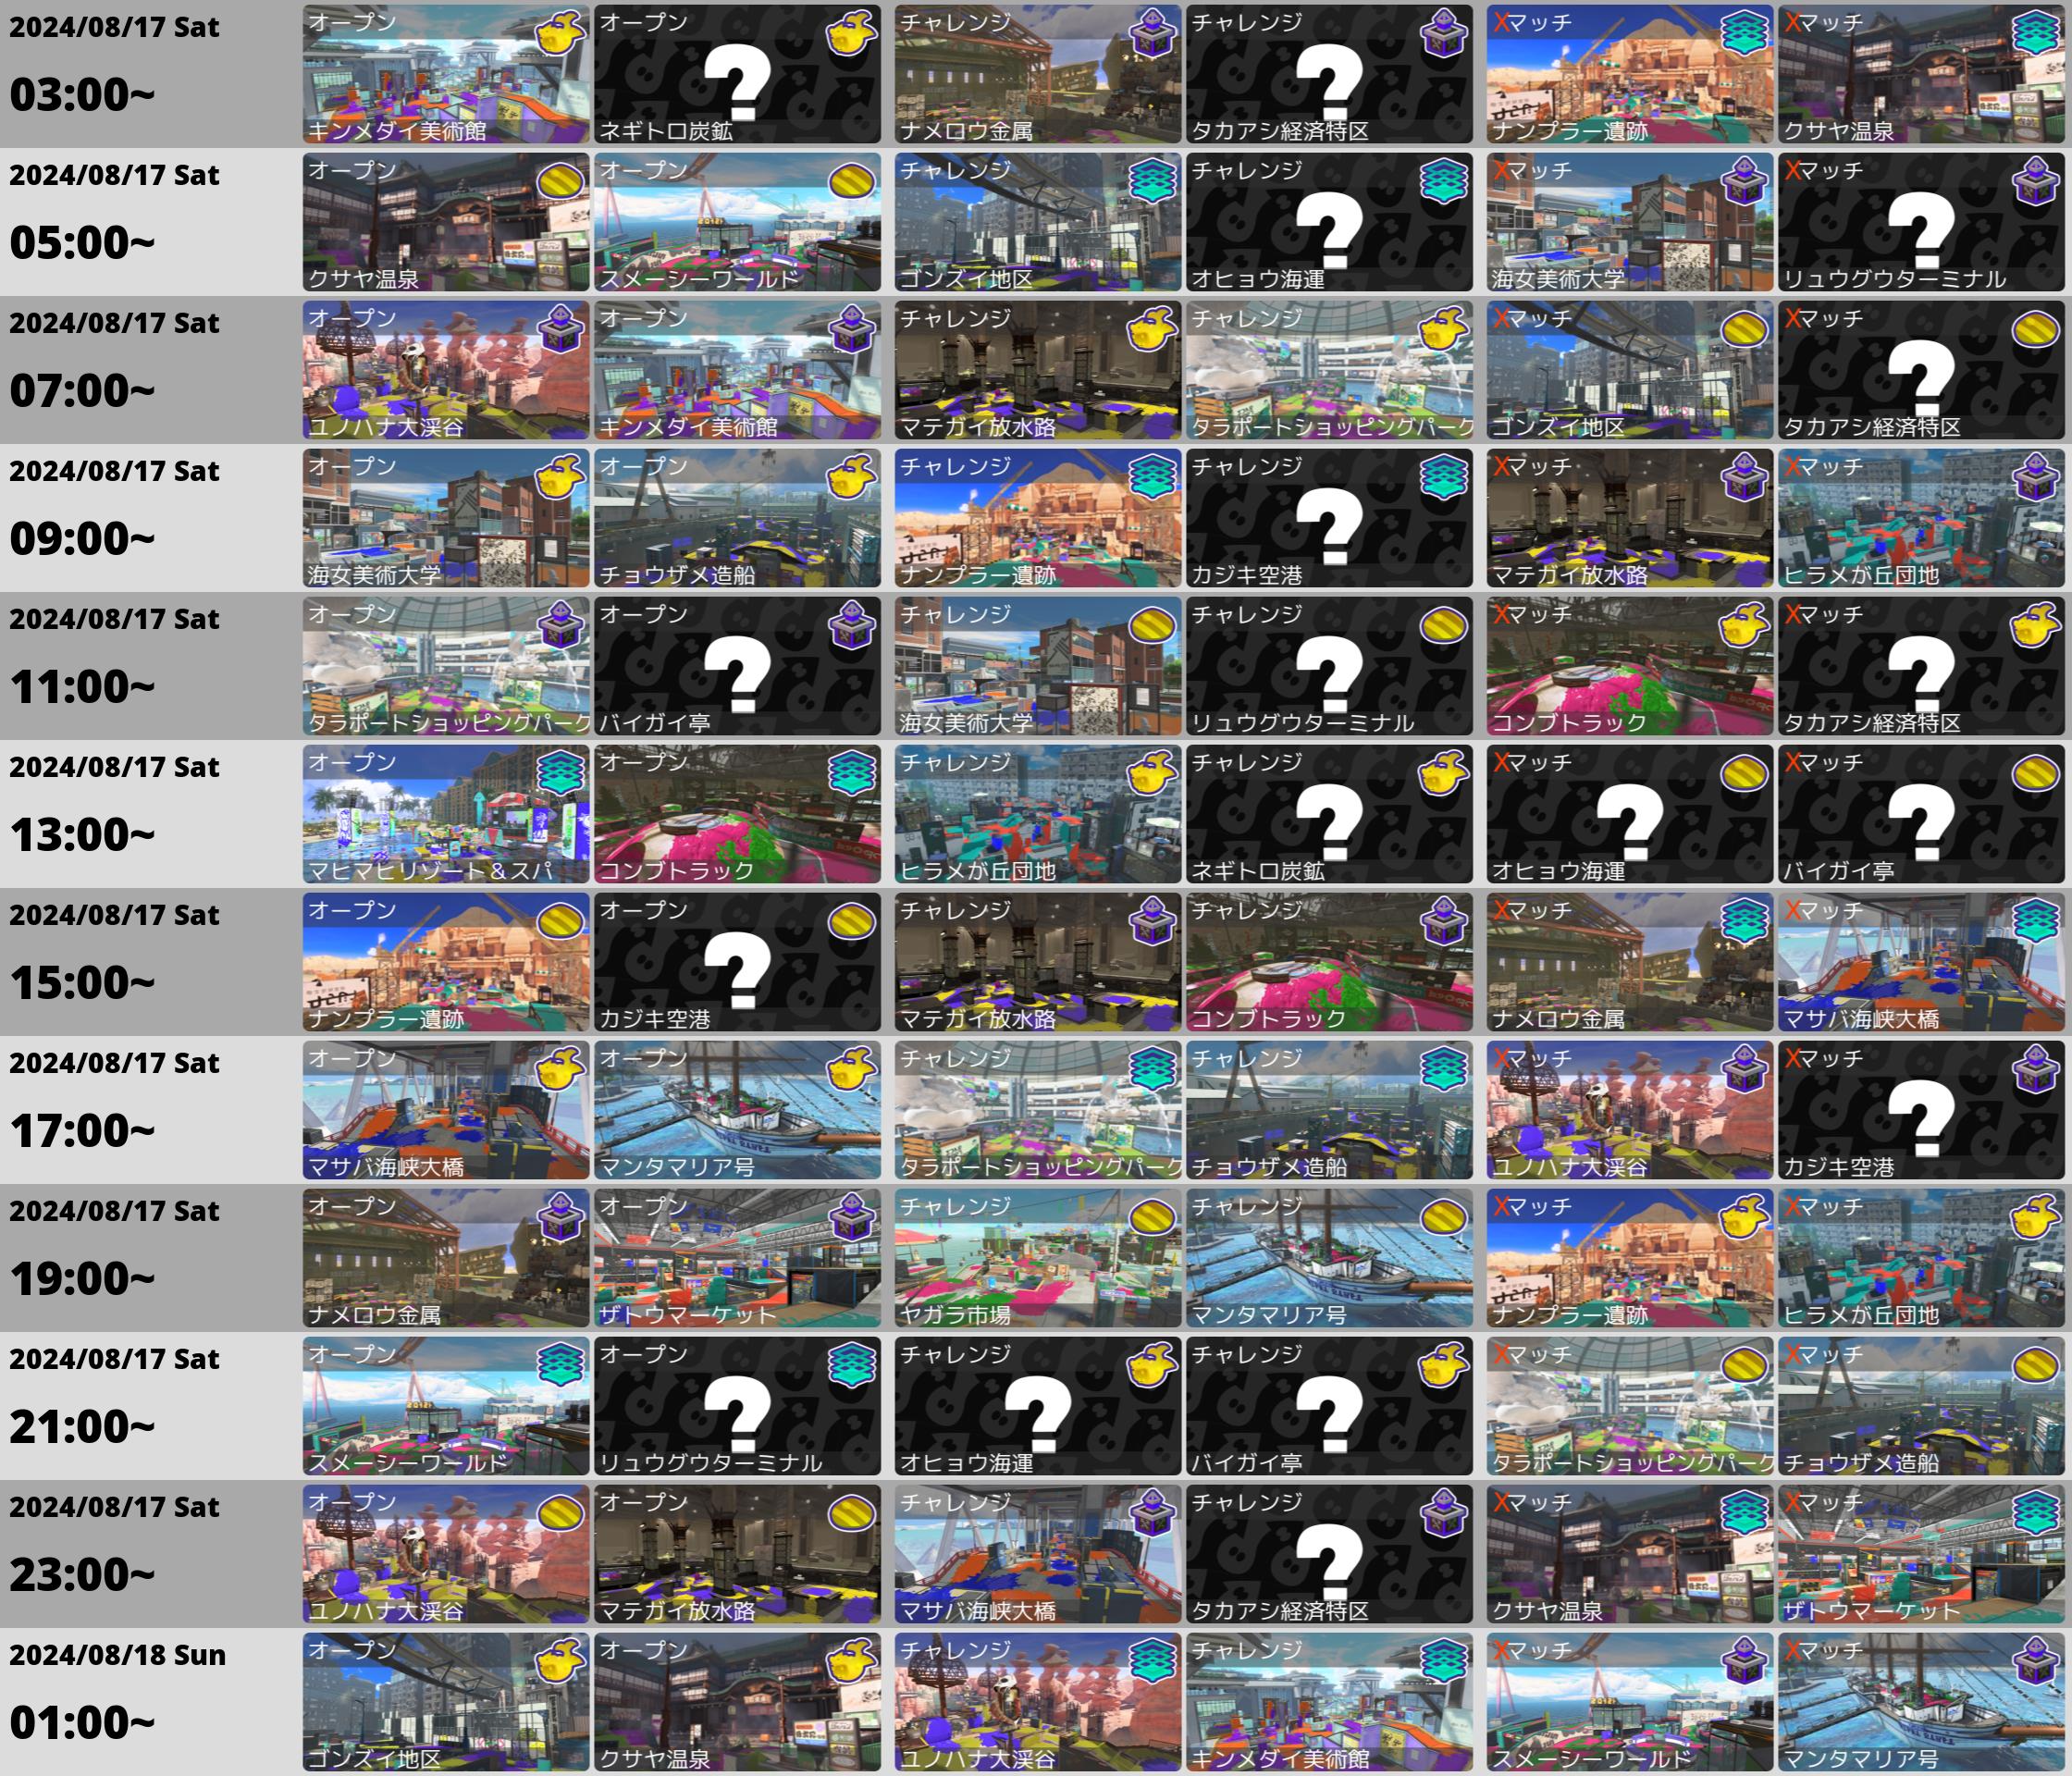 2024/08/17 Sat
03:00~
オープン
キンメダイ美術館
オープン
ネギトロ炭鉱
チャレンジ
ナメロウ金属
チャレンジ
タカアシ経済特区
Xマッチ
ナンプラー遺跡
Xマッチ
クサヤ温泉
2024/08/17 Sat
05:00~
オープン
クサヤ温泉
オープン
スメーシーワールド
チャレンジ
ゴンズイ地区
チャレンジ
オヒョウ海運
Xマッチ
海女美術大学
Xマッチ
リュウグウターミナル
2024/08/17 Sat
07:00~
オープン
ユノハナ大渓谷
オープン
キンメダイ美術館
チャレンジ
マテガイ放水路
チャレンジ
タラポートショッピングパーク
Xマッチ
ゴンズイ地区
Xマッチ
タカアシ経済特区
2024/08/17 Sat
09:00~
オープン
海女美術大学
オープン
チョウザメ造船
チャレンジ
ナンプラー遺跡
チャレンジ
カジキ空港
Xマッチ
マテガイ放水路
Xマッチ
ヒラメが丘団地
2024/08/17 Sat
11:00~
オープン
タラポートショッピングパーク
オープン
バイガイ亭
チャレンジ
海女美術大学
チャレンジ
リュウグウターミナル
Xマッチ
コンブトラック
Xマッチ
タカアシ経済特区
2024/08/17 Sat
13:00~
オープン
マヒマヒリゾート＆スパ
オープン
コンブトラック
チャレンジ
ヒラメが丘団地
チャレンジ
ネギトロ炭鉱
Xマッチ
オヒョウ海運
Xマッチ
バイガイ亭
2024/08/17 Sat
15:00~
オープン
ナンプラー遺跡
オープン
カジキ空港
チャレンジ
マテガイ放水路
チャレンジ
コンブトラック
Xマッチ
ナメロウ金属
Xマッチ
マサバ海峡大橋
2024/08/17 Sat
17:00~
オープン
マサバ海峡大橋
オープン
マンタマリア号
チャレンジ
タラポートショッピングパーク
チャレンジ
チョウザメ造船
Xマッチ
ユノハナ大渓谷
Xマッチ
カジキ空港
2024/08/17 Sat
19:00~
オープン
ナメロウ金属
オープン
ザトウマーケット
チャレンジ
ヤガラ市場
チャレンジ
マンタマリア号
Xマッチ
ナンプラー遺跡
Xマッチ
ヒラメが丘団地
2024/08/17 Sat
21:00~
オープン
スメーシーワールド
オープン
リュウグウターミナル
チャレンジ
オヒョウ海運
チャレンジ
バイガイ亭
Xマッチ
タラポートショッピングパーク
Xマッチ
チョウザメ造船
2024/08/17 Sat
23:00~
オープン
ユノハナ大渓谷
オープン
マテガイ放水路
チャレンジ
マサバ海峡大橋
チャレンジ
タカアシ経済特区
Xマッチ
クサヤ温泉
Xマッチ
ザトウマーケット
2024/08/18 Sun
01:00~
オープン
ゴンズイ地区
オープン
クサヤ温泉
チャレンジ
ユノハナ大渓谷
チャレンジ
キンメダイ美術館
Xマッチ
スメーシーワールド
Xマッチ
マンタマリア号